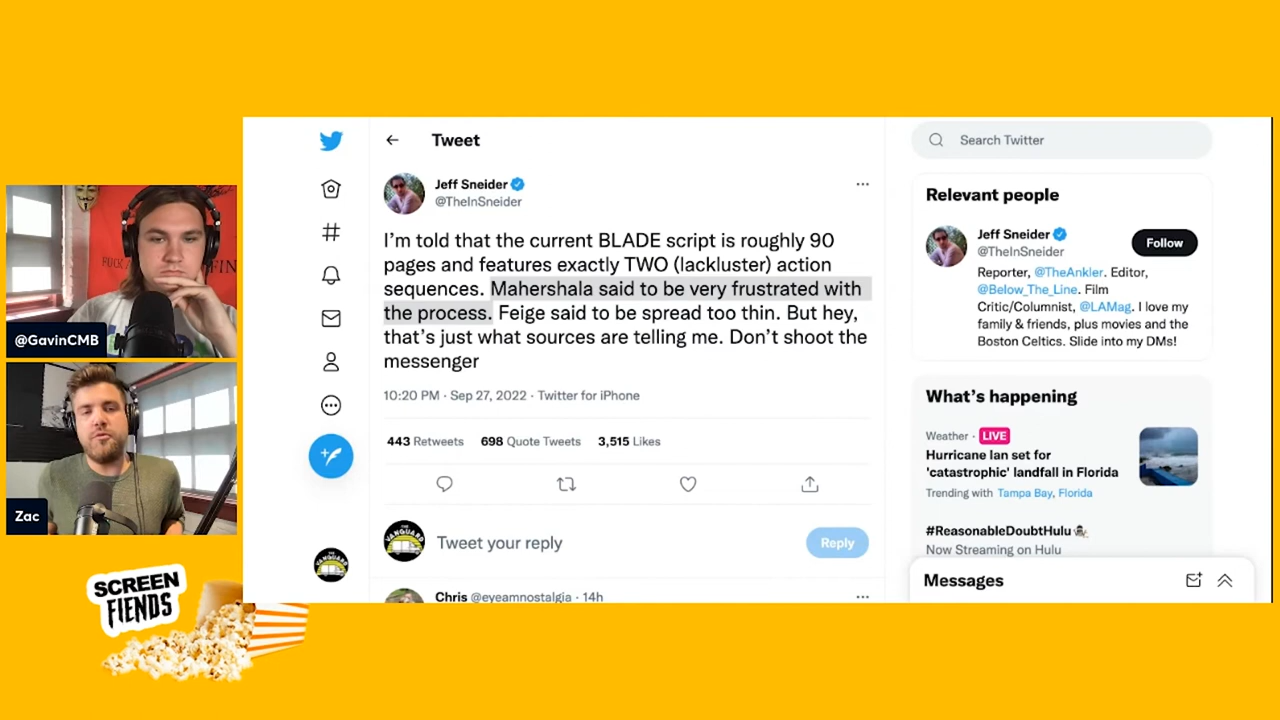 Tweet
Search Twitter
Jeff Sneider
@TheInSneider
I'm told that the current BLADE script is roughly 90
pages and features exactly TWO (lackluster) action
sequences. Mahershala said to be very frustrated with
the process. Feige said to be spread too thin. But hey,
that's just what sources are telling me. Don't shoot the
messenger
10:20 PM · Sep 27, 2022 · Twitter for iPhone
443 Retweets 698 Quote Tweets 3,515 Likes
THE VANGUARD
Tweet your reply
Reply
Chris @eyeamnostalgia · 14h
Relevant people
Jeff Sneider
@TheInSneider
Follow
Reporter, @TheAnkler. Editor,
@Below_The_Line. Film
Critic/Columnist, @LAMag. I love my
family & friends, plus movies and the
Boston Celtics. Slide into my DMs!
What's happening
Weather · LIVE
Hurricane Ian set for
'catastrophic' landfall in Florida
Trending with Tampa Bay, Florida
#ReasonableDoubtHulu
Now Streaming on Hulu
Messages
@GavinCMB
Zac
SCREEN
FIENDS